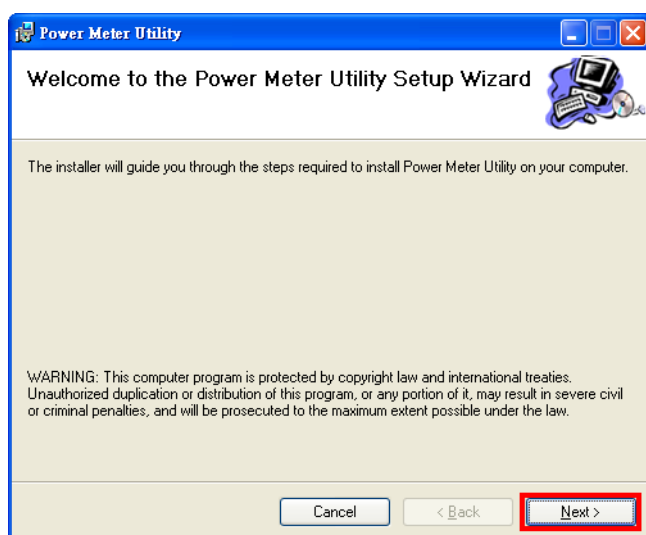 Power Meter Utility
Welcome to the Power Meter Utility Setup Wizard
The installer will guide you through the steps required to install Power Meter Utility on your computer.
WARNING: This computer program is protected by copyright law and international treaties.
Unauthorized duplication or distribution of this program, or any portion of it, may result in severe civil
or criminal penalties, and will be prosecuted to the maximum extent possible under the law.
Cancel
< Back
Next >